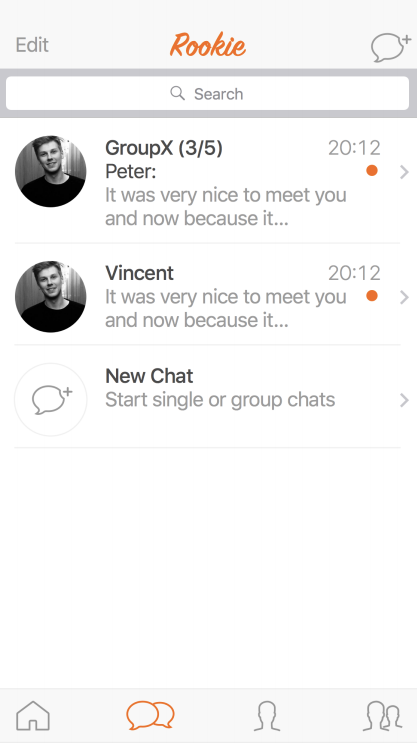 Edit
Rookie
Search
GroupX (3/5)
20:12
Peter:
It was very nice to meet you
and now because it...
Vincent
20:12
It was very nice to meet you
and now because it...
New Chat
Start single or group chats